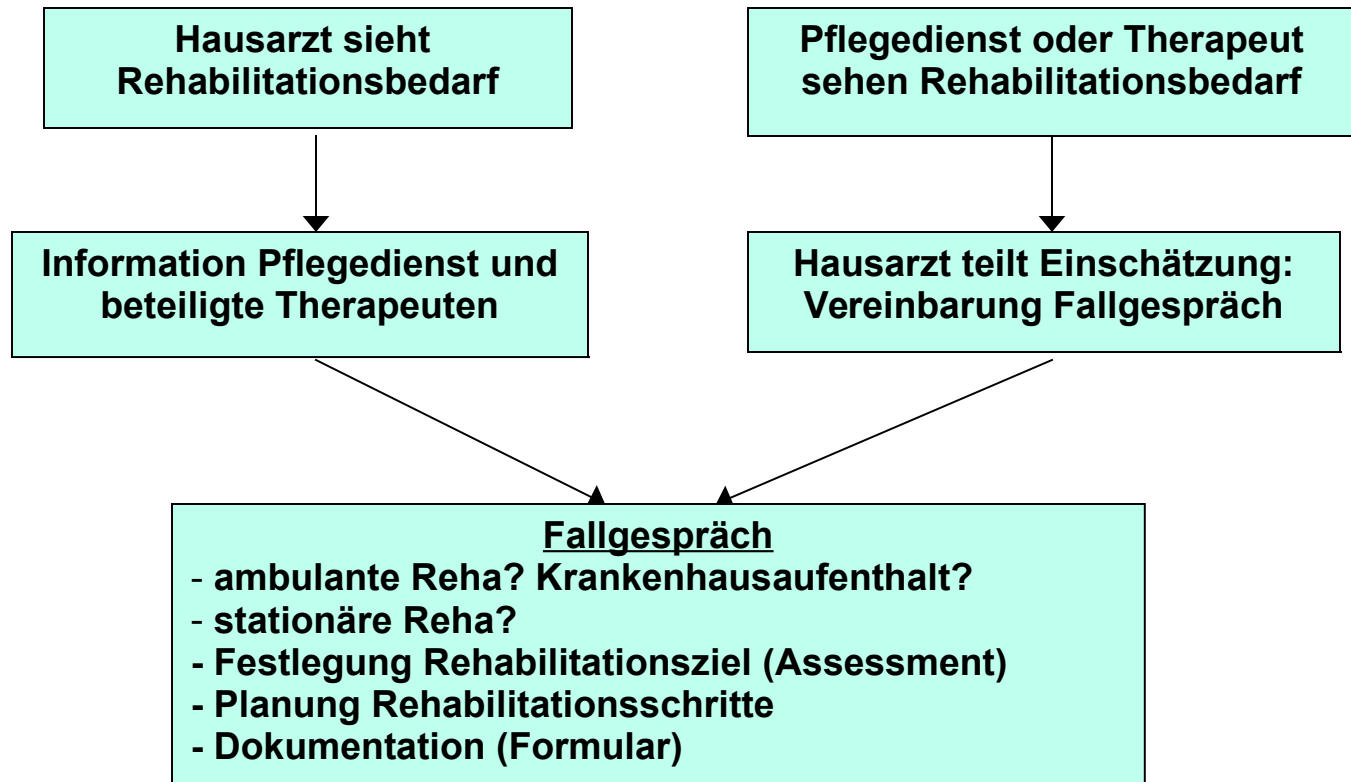 Hausarzt sieht
Rehabilitationsbedarf
Pflegedienst oder Therapeut
sehen Rehabilitationsbedarf
Information Pflegedienst und
beteiligte Therapeuten
Hausarzt teilt Einschätzung:
Vereinbarung Fallgespräch
Fallgespräch
- ambulante Reha? Krankenhausaufenthalt?
- stationäre Reha?
- Festlegung Rehabilitationsziel (Assessment)
- Planung Rehabilitationsschritte
- Dokumentation (Formular)